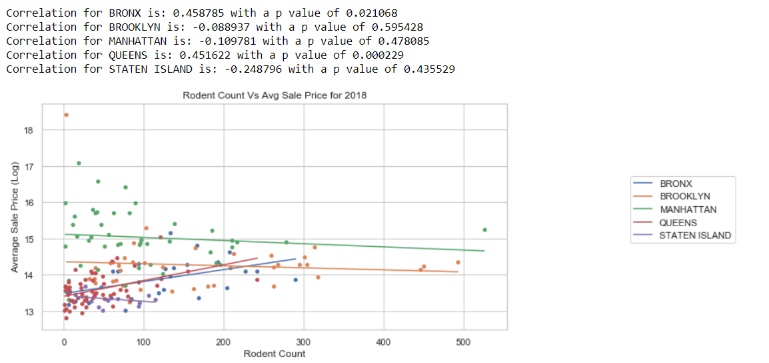 Correlation for BRONX is: 0.458785 with a p value of 0.021068
Correlation for BROOKLYN is: -0.088937 with a p value of 0.595428
Correlation for MANHATTAN is: -0.109781 with a p value of 0.478085
Correlation for QUEENS is: 0.451622 with a p value of 0.000229
Correlation for STATEN ISLAND is: -0.248796 with a p value of 0.435529
Rodent Count Vs Avg Sale Price for 2018
Average Sale Price (Log)
18
17
16
15
14
13
0
100
200
300
400
500
Rodent Count
BRONX
BROOKLYN
MANHATTAN
QUEENS
STATEN ISLAND